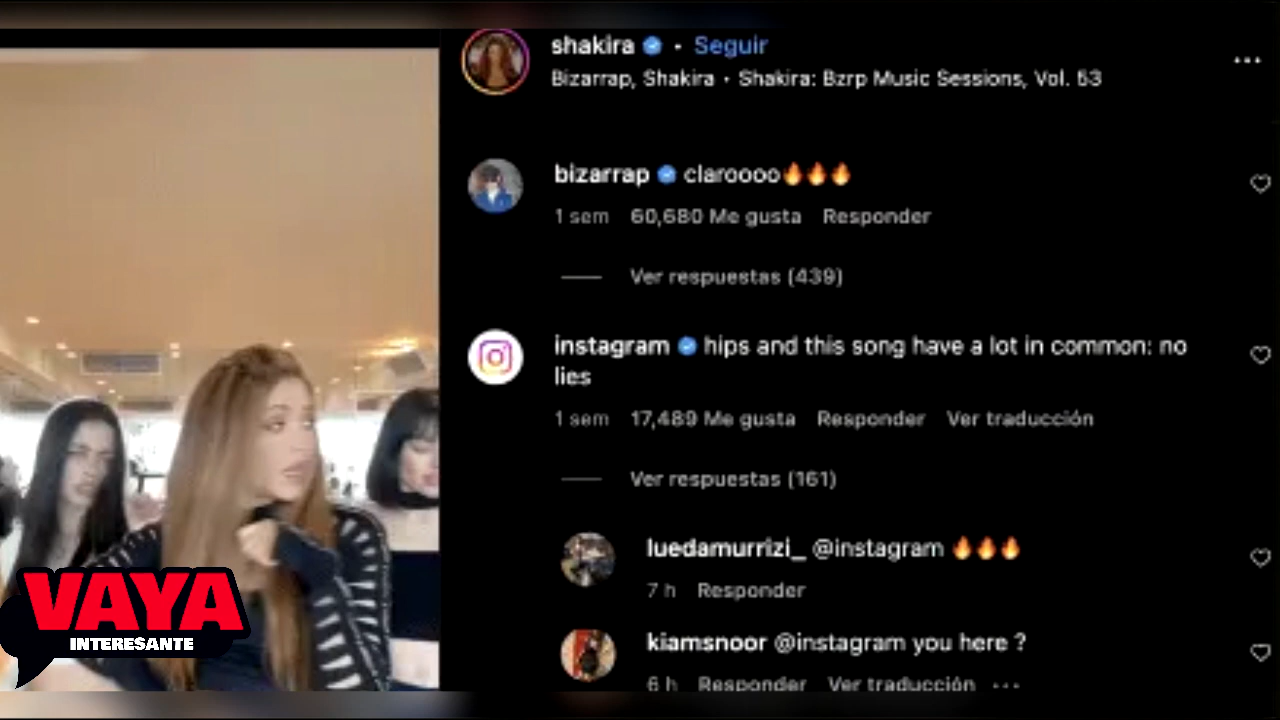 shakira • Seguir
Bizarrap, Shakira • Shakira: Bzrp Music Sessions, Vol. 53
bizarrap claroooo🔥🔥🔥
1 sem 60,680 Me gusta Responder
Ver respuestas (439)
instagram hips and this song have a lot in common: no
lies
1 sem 17,489 Me gusta Responder Ver traducción
Ver respuestas (161)
luedamurrizi_ @instagram 🔥🔥🔥
7 h Responder
kiamsnoor @instagram you here ?
6 h Responder Ver traducción
VAYA
INTERESANTE